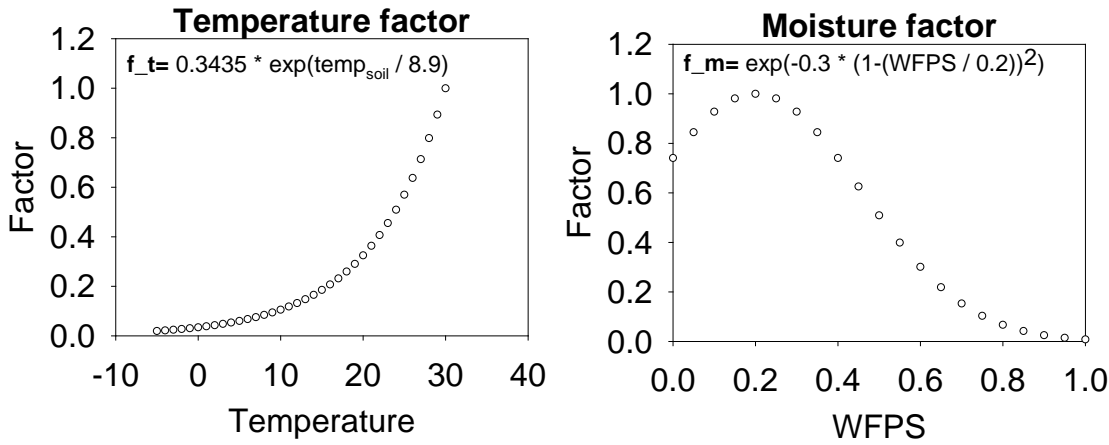 Temperature factor
f_t= 0.3435 * exp(temp_soil / 8.9)
1.2
1.0
0.8
0.6
0.4
0.2
0.0
Factor
-10 0 10 20 30 40
Temperature
Moisture factor
f_m= exp(-0.3 * (1-(WFPS / 0.2))2)
1.2
1.0
0.8
0.6
0.4
0.2
0.0
Factor
0.0 0.2 0.4 0.6 0.8 1.0
WFPS